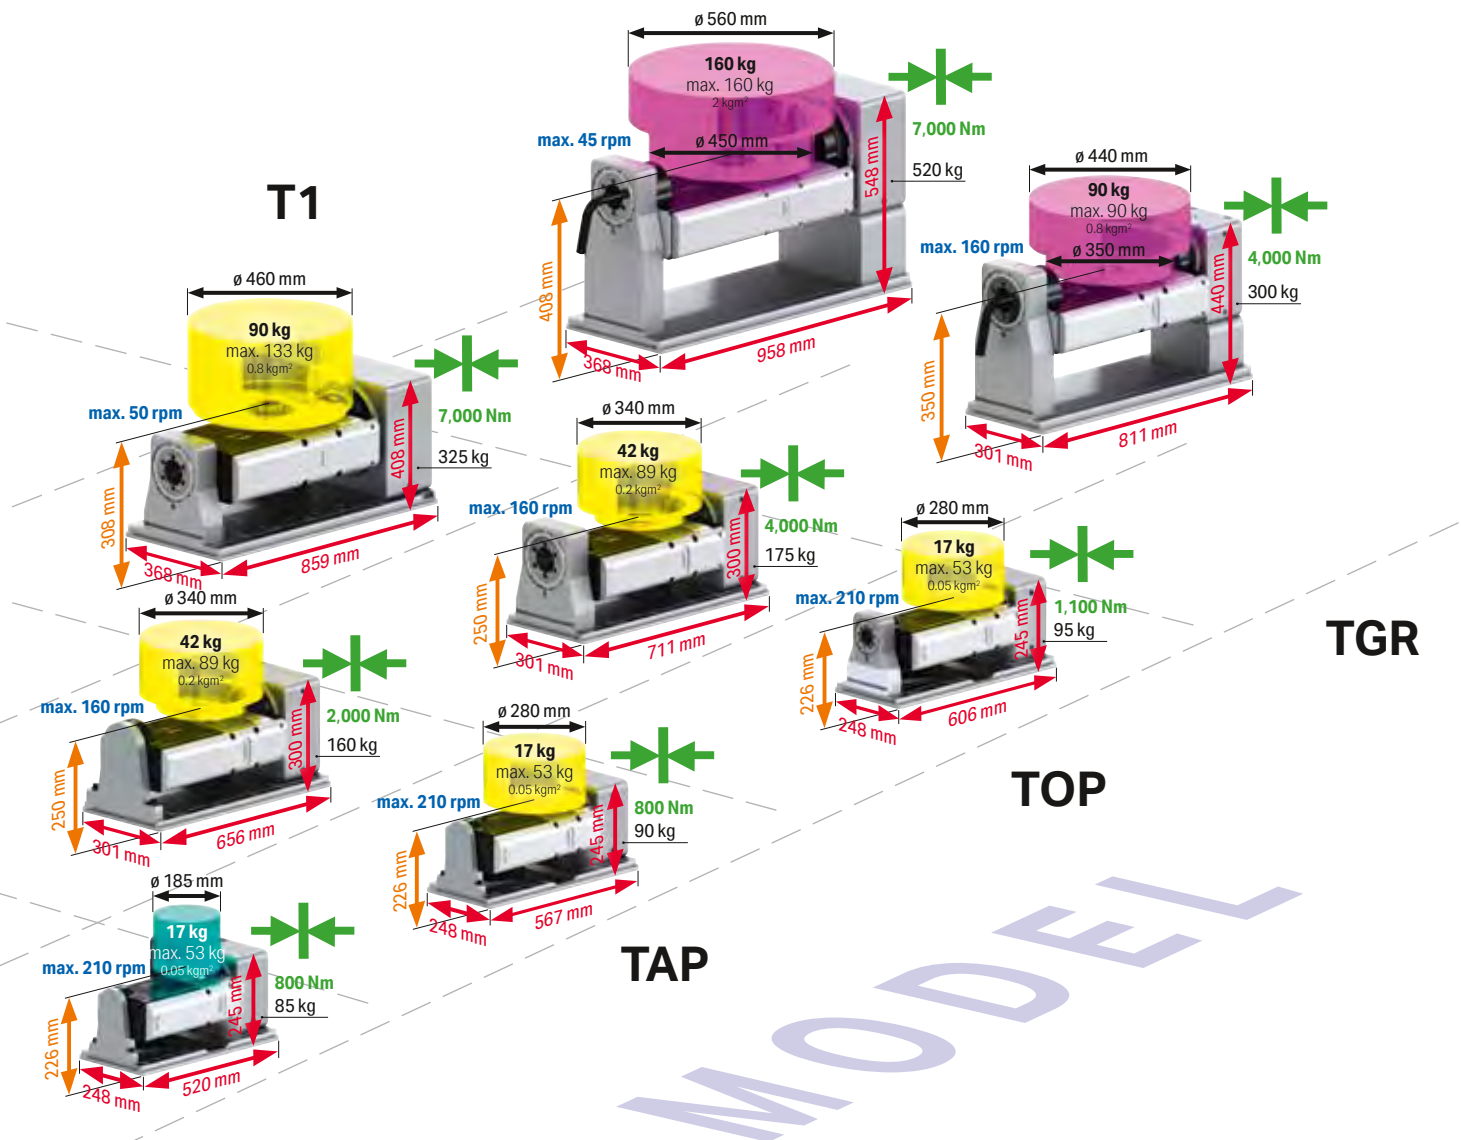 ø 560 mm
160 kg
max. 160 kg
2 kgm²
7,000 Nm
max. 45 rpm
ø 450 mm
548 mm
520 kg
408 mm
368 mm
958 mm
ø 440 mm
90 kg
max. 90 kg
0.8 kgm²
4,000 Nm
max. 160 rpm
ø 350 mm
440 mm
300 kg
350 mm
301 mm
811 mm
T1
ø 460 mm
90 kg
max. 133 kg
0.8 kgm²
max. 50 rpm
7,000 Nm
408 mm
325 kg
308 mm
368 mm
859 mm
ø 340 mm
42 kg
max. 89 kg
0.2 kgm²
max. 160 rpm
4,000 Nm
300 mm
175 kg
250 mm
301 mm
711 mm
ø 280 mm
17 kg
max. 53 kg
0.05 kgm²
max. 210 rpm
1,100 Nm
245 mm
95 kg
226 mm
248 mm
606 mm
TGR
ø 340 mm
42 kg
max. 89 kg
0.2 kgm²
max. 160 rpm
2,000 Nm
300 mm
160 kg
250 mm
301 mm
656 mm
ø 280 mm
17 kg
max. 53 kg
0.05 kgm²
max. 210 rpm
800 Nm
245 mm
90 kg
226 mm
248 mm
567 mm
TOP
ø 185 mm
17 kg
max. 53 kg
0.05 kgm²
max. 210 rpm
800 Nm
245 mm
85 kg
226 mm
248 mm
520 mm
TAP
MODEL